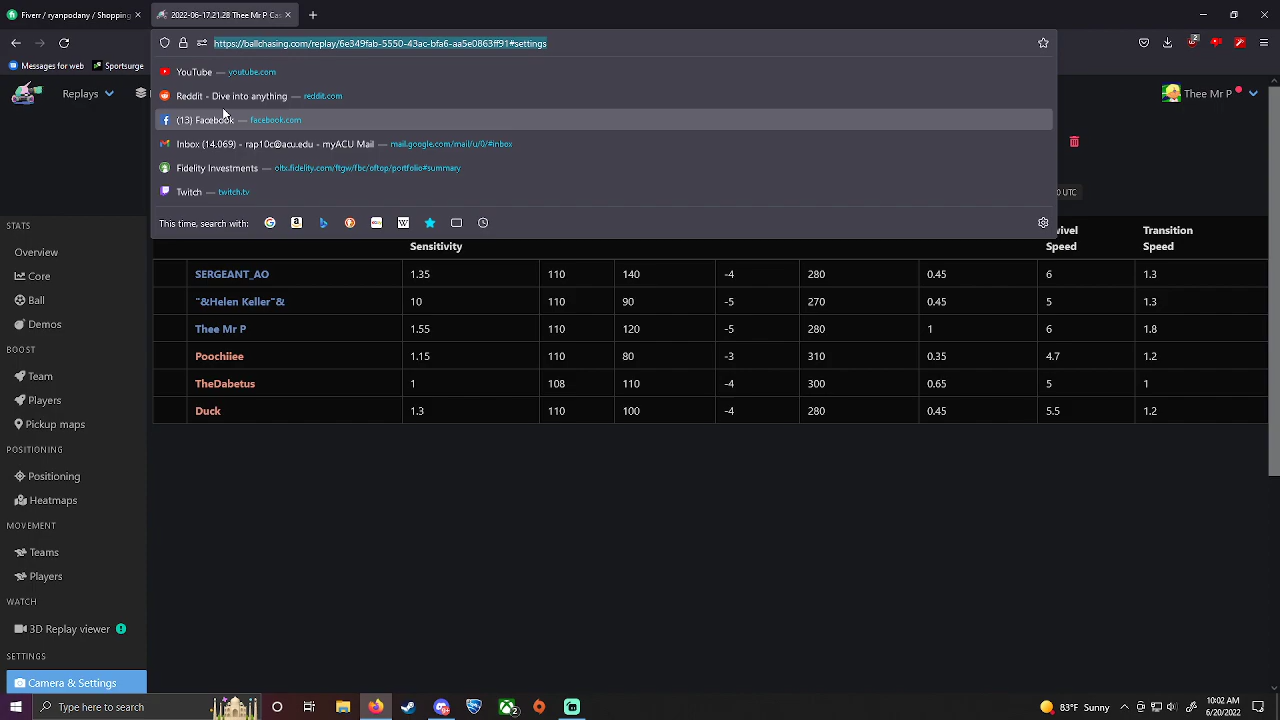 Fiverr / ryanpodany / Shopping
2022-06-17.21.28 Thee Mr P Cas
https://ballchasing.com/replay/6e349fab-5550-43ac-bfa6-aa5e0863ff91#settings
2
Messages for web
Sportsurge
YouTube — youtube.com
Reddit - Dive into anything — reddit.com
(13) Facebook — facebook.com
Inbox (14,069) - rap10c@acu.edu - myACU Mail — mail.google.com/mail/u/0/#inbox
Fidelity Investments — oltx.fidelity.com/ftgw/fbc/oftop/portfolio#summary
Twitch — twitch.tv
This time, search with:
Replays
Thee Mr P
0 UTC
STATS
Overview
Core
Ball
Demos
BOOST
Team
Players
Pickup maps
POSITIONING
Positioning
Heatmaps
MOVEMENT
Teams
Players
WATCH
3D Replay viewer
SETTINGS
Camera & Settings
Sensitivity wivel Speed Transition Speed
SERGEANT_AO 1.35 110 140 -4 280 0.45 6 1.3
"&Helen Keller"& 10 110 90 -5 270 0.45 5 1.3
Thee Mr P 1.55 110 120 -5 280 1 6 1.8
Poochiiee 1.15 110 80 -3 310 0.35 4.7 1.2
TheDabetus 1 108 110 -4 300 0.65 5 1
Duck 1.3 110 100 -4 280 0.45 5.5 1.2
Type here to search
2
83°F Sunny
10:02 AM
6/20/2022